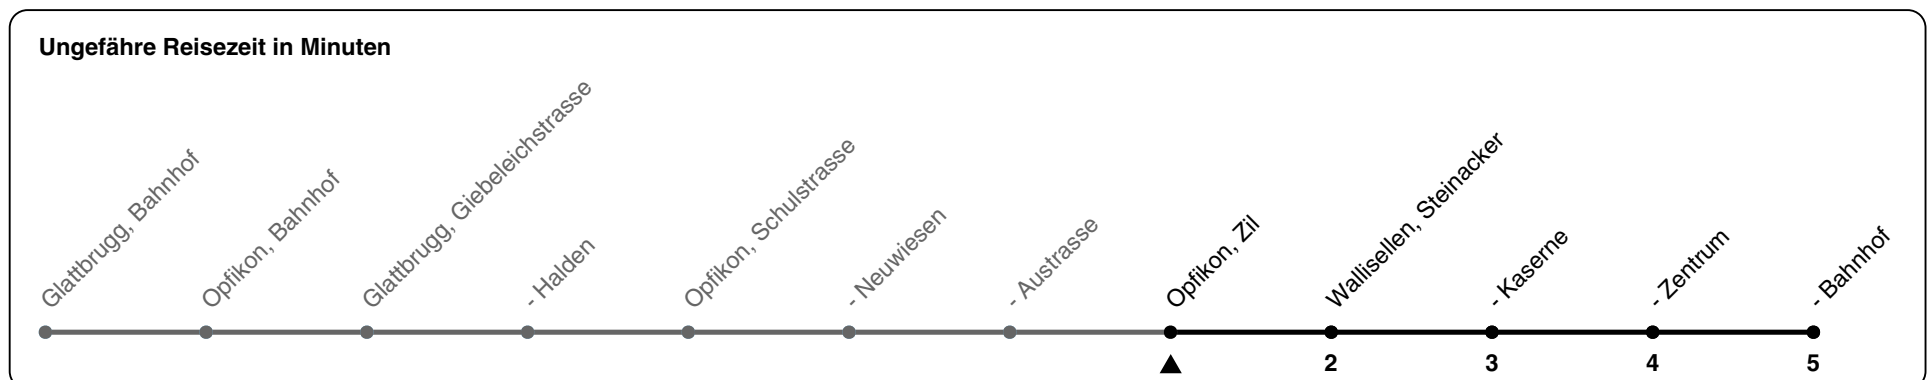 Ungefähre Reisezeit in Minuten
Glattbrugg, Bahnhof
Opfikon, Bahnhof
Glattbrugg, Giebeleichstrasse
- Halden
Opfikon, Schulstrasse
- Neuwiesen
- Austrasse
Opfikon, Zil
Wallisellen, Steinacker
- Kaserne
- Zentrum
- Bahnhof
2 3 4 5